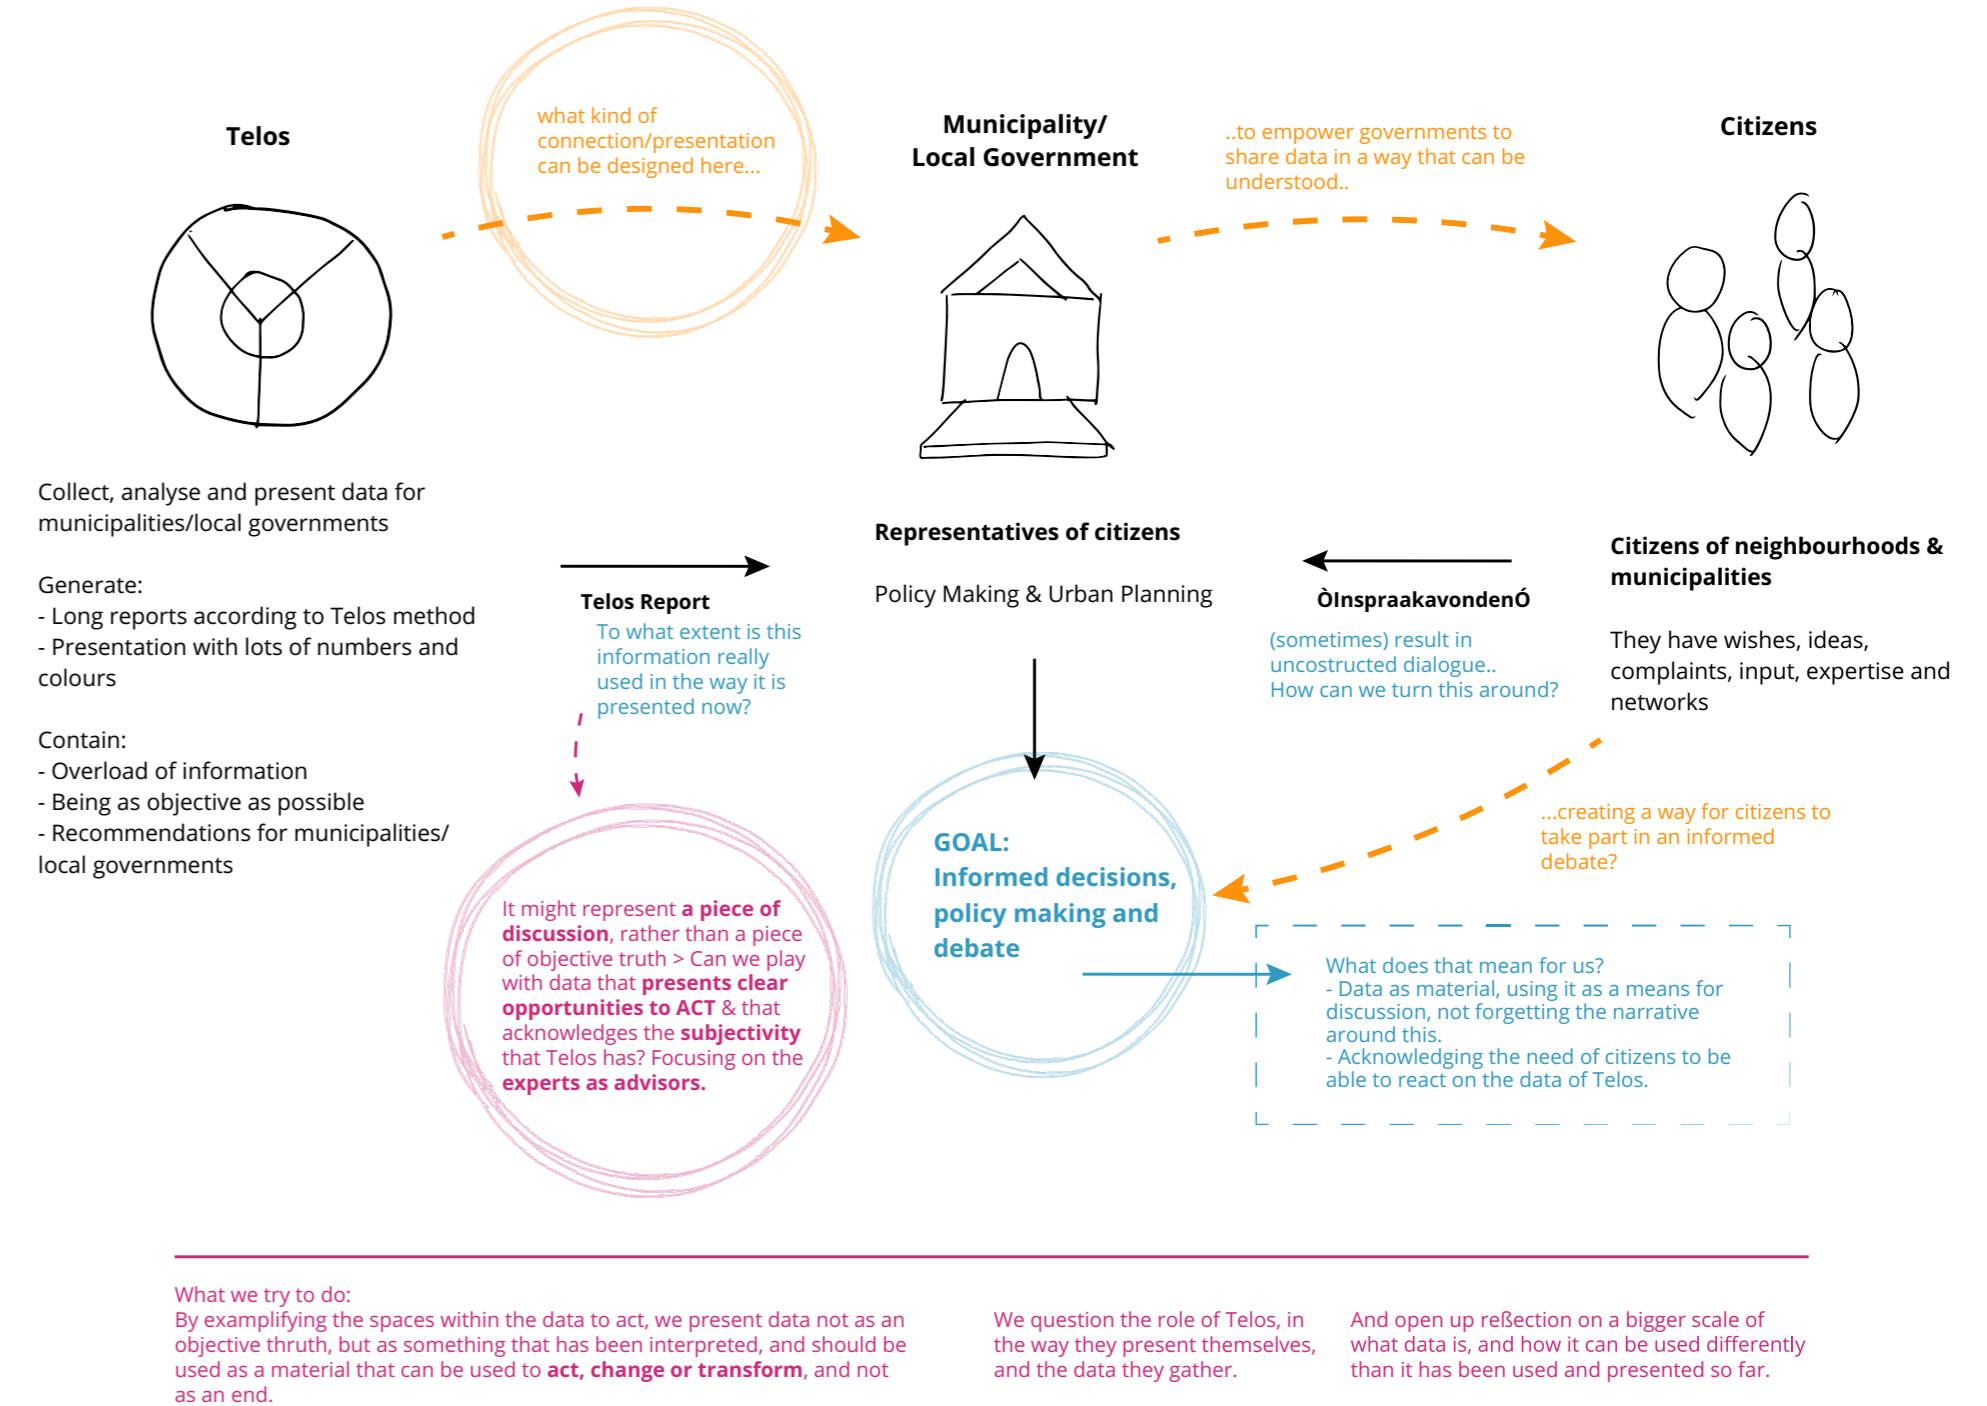 Telos
what kind of
connection/presentation
can be designed here...
Municipality/
Local Government
..to empower governments to
share data in a way that can be
understood..
Citizens
Collect, analyse and present data for
municipalities/local governments
Generate:
- Long reports according to Telos method
- Presentation with lots of numbers and
colours
Contain:
- Overload of information
- Being as objective as possible
- Recommendations for municipalities/
local governments
Telos Report
To what extent is this
information really
used in the way it is
presented now?
Representatives of citizens
Policy Making & Urban Planning
ÒInspraakavondenÓ
(sometimes) result in
uncostructed dialogue..
How can we turn this around?
Citizens of neighbourhoods &
municipalities
They have wishes, ideas,
complaints, input, expertise and
networks
...creating a way for citizens to
take part in an informed
debate?
It might represent a piece of
discussion, rather than a piece
of objective truth > Can we play
with data that presents clear
opportunities to ACT & that
acknowledges the subjectivity
that Telos has? Focusing on the
experts as advisors.
GOAL:
Informed decisions,
policy making and
debate
What does that mean for us?
- Data as material, using it as a means for
discussion, not forgetting the narrative
around this.
- Acknowledging the need of citizens to be
able to react on the data of Telos.
What we try to do:
By examplifying the spaces within the data to act, we present data not as an
objective thruth, but as something that has been interpreted, and should be
used as a material that can be used to act, change or transform, and not
as an end.
We question the role of Telos, in
the way they present themselves,
and the data they gather.
And open up reßection on a bigger scale of
what data is, and how it can be used differently
than it has been used and presented so far.